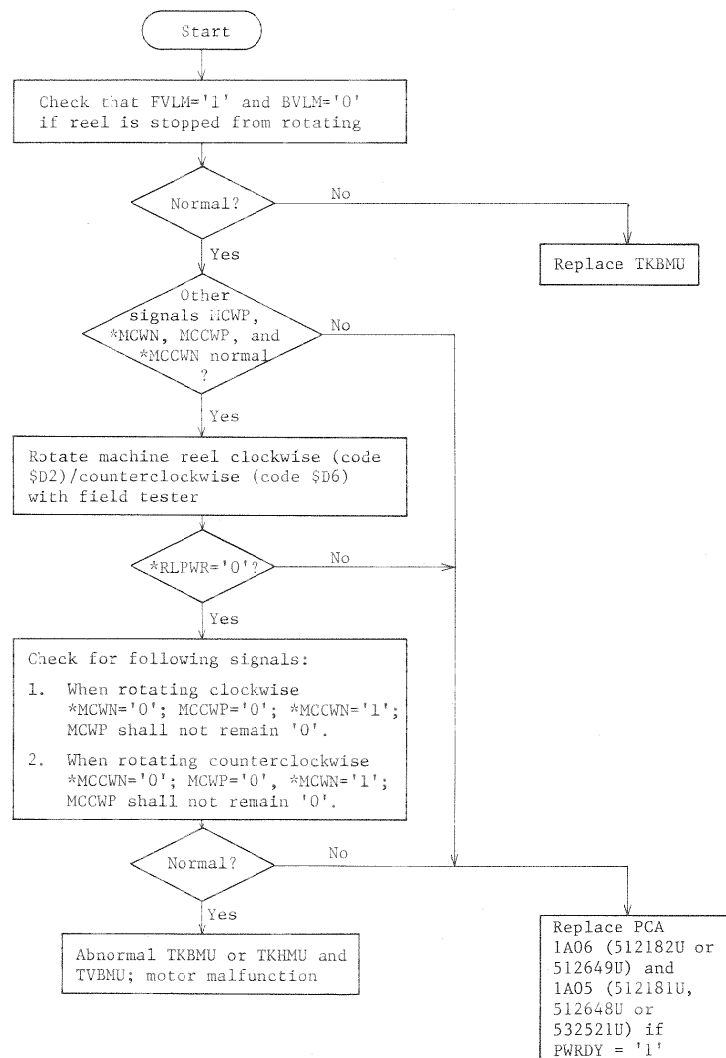 Start
Check that FVLM='1' and BVLM='0'
if reel is stopped from rotating
Normal?
No
Yes
Replace TKBMU
Other
signals MCWP,
*MCWN, MCCWP, and
*MCCWN normal
?
No
Yes
Rotate machine reel clockwise (code
$D2)/counterclockwise (code $D6)
with field tester
*RLPWR='0'?
No
Yes
Check for following signals:
1. When rotating clockwise
*MCWN='0'; MCCWP='0'; *MCCWN='1';
MCWP shall not remain '0'.
2. When rotating counterclockwise
*MCCWN='0'; MCWP='0', *MCWN='1';
MCCWP shall not remain '0'.
Normal?
No
Yes
Abnormal TKBMU or TKHMU and
TVBMU; motor malfunction
Replace PCA
1A06 (512182U or
512649U) and
1A05 (512181U,
512648U or
532521U) if
PWRDY = '1'